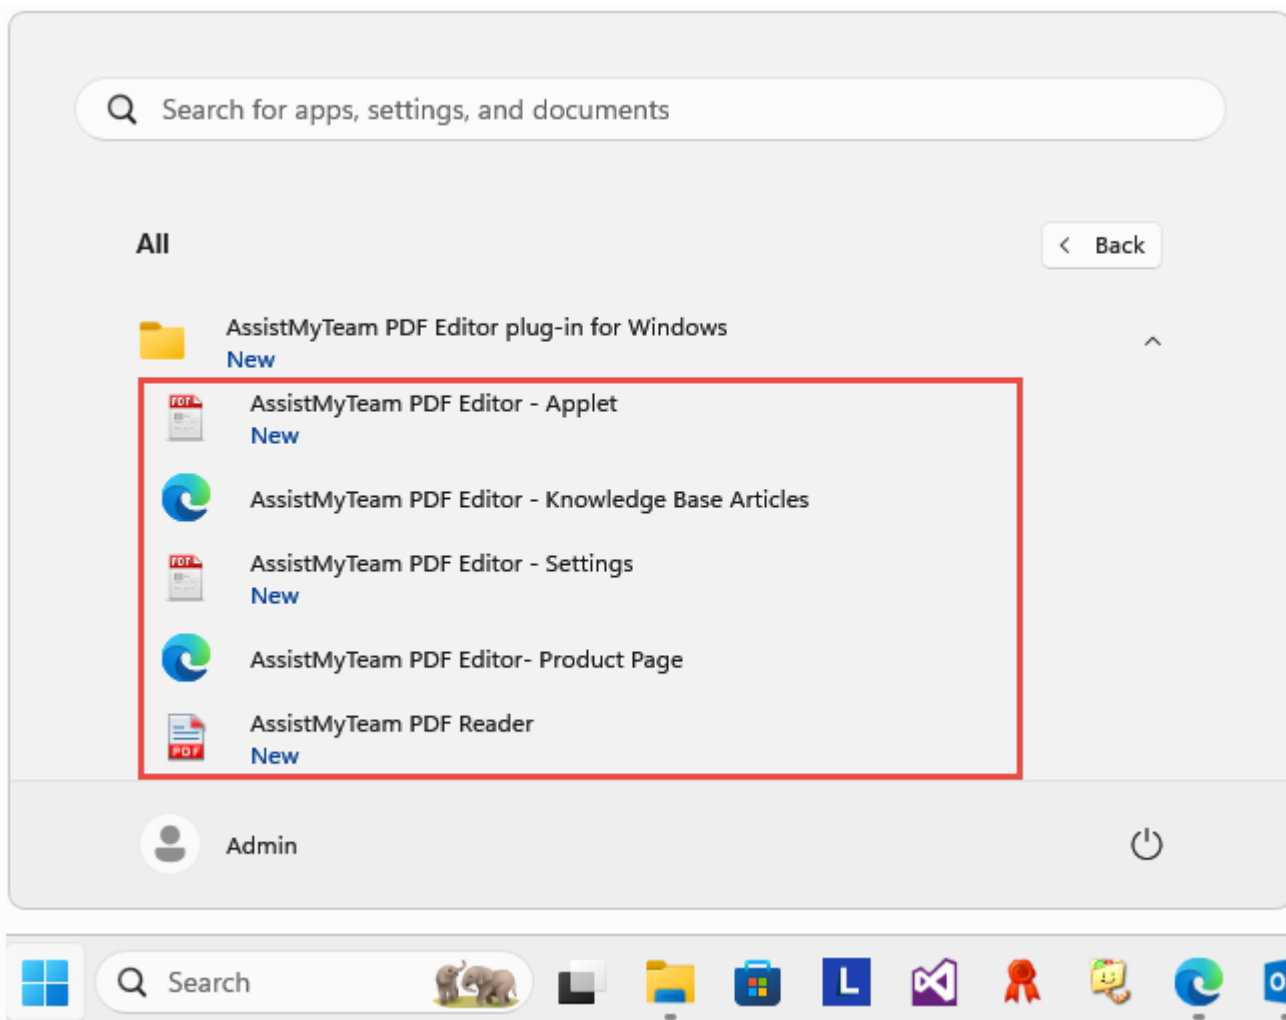 Search for apps, settings, and documents
All
Back
AssistMyTeam PDF Editor plug-in for Windows
New
AssistMyTeam PDF Editor - Applet
New
AssistMyTeam PDF Editor - Knowledge Base Articles
AssistMyTeam PDF Editor - Settings
New
AssistMyTeam PDF Editor- Product Page
AssistMyTeam PDF Reader
New
PDF
Admin
Search
L